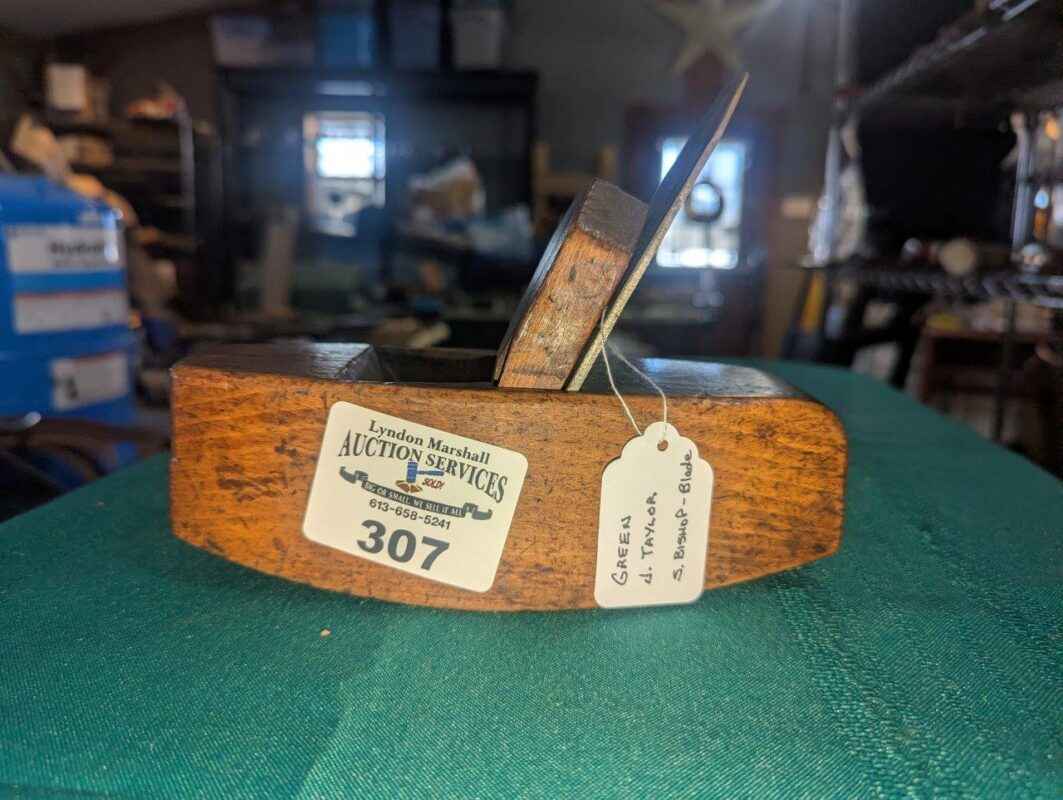 Lyndon Marshall
AUCTION SERVICES
SOLD!
BIG OR SMALL, WE SELL IT ALL
613-658-5241
307
GREEN
J. TAYLOR
S. BISHOP - Blade